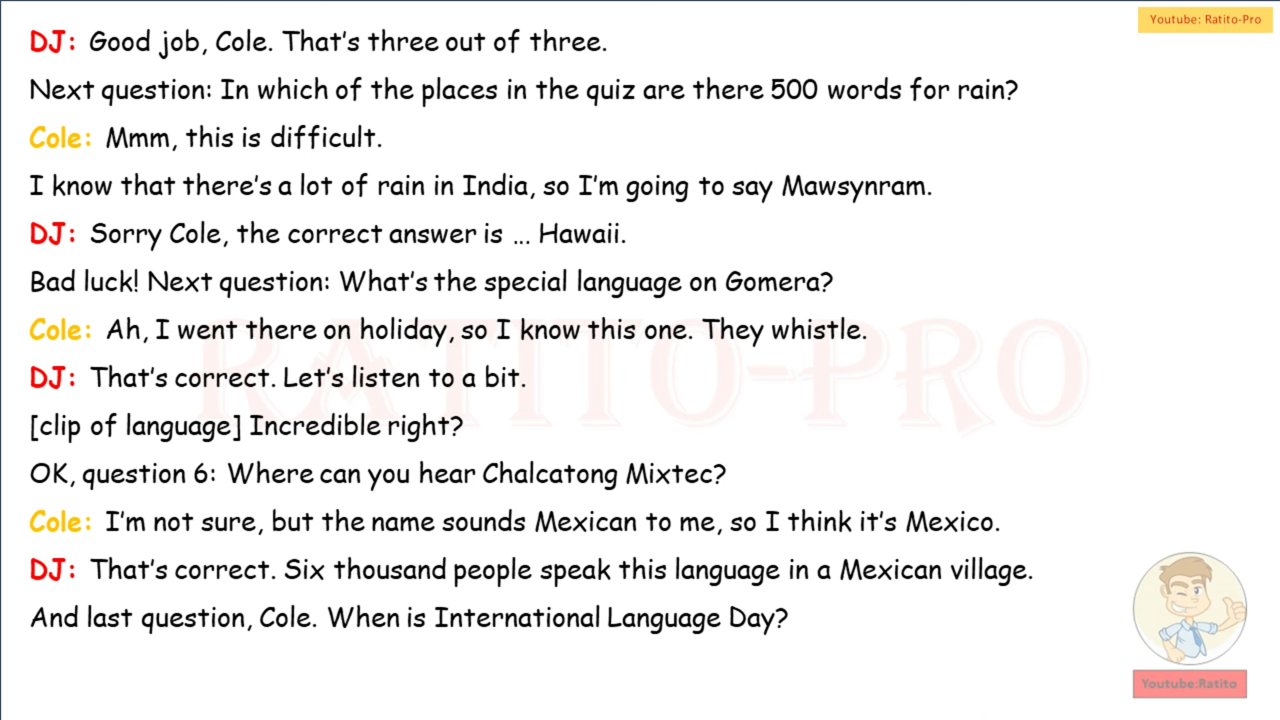 Youtube: Ratito-Pro
DJ: Good job, Cole. That's three out of three.
Next question: In which of the places in the quiz are there 500 words for rain?
Cole: Mmm, this is difficult.
I know that there's a lot of rain in India, so I'm going to say Mawsynram.
DJ: Sorry Cole, the correct answer is ... Hawaii.
Bad luck! Next question: What's the special language on Gomera?
Cole: Ah, I went there on holiday, so I know this one. They whistle.
DJ: That's correct. Let's listen to a bit.
RATITO-PRO
[clip of language] Incredible right?
OK, question 6: Where can you hear Chalcatong Mixtec?
Cole: I'm not sure, but the name sounds Mexican to me, so I think it's Mexico.
DJ: That's correct. Six thousand people speak this language in a Mexican village.
And last question, Cole. When is International Language Day?
Youtube:Ratito